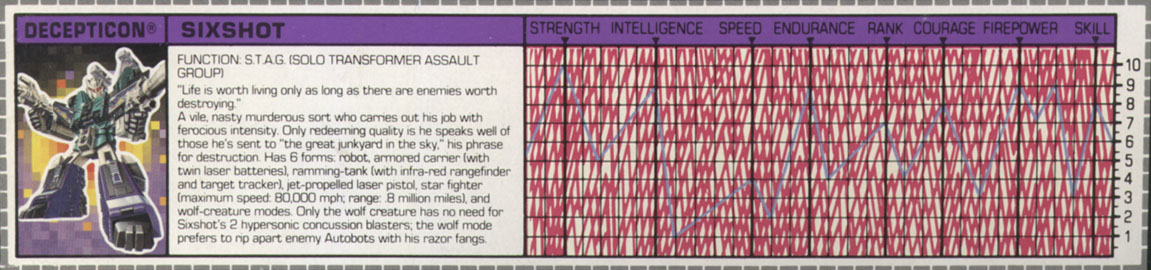 DECEPTICON®
SIXSHOT
STRENGTH INTELLIGENCE SPEED ENDURANCE RANK COURAGE FIREPOWER SKILL
FUNCTION: S.T.A.G. (SOLO TRANSFORMER ASSAULT
GROUP)
"Life is worth living only as long as there are enemies worth
destroying."
A vile, nasty murderous sort who carries out his job with
ferocious intensity. Only redeeming quality is he speaks well of
those he's sent to "the great junkyard in the sky," his phrase
for destruction. Has 6 forms: robot, armored carrier (with
twin laser batteries), ramming-tank (with infra-red rangefinder
and target tracker), jet-propelled laser pistol, star fighter
(maximum speed: 80,000 mph; range: .8 million miles), and
wolf-creature modes. Only the wolf creature has no need for
Sixshot's 2 hypersonic concussion blasters; the wolf mode
prefers to rip apart enemy Autobots with his razor fangs.
10
9
8
7
6
5
4
3
2
1